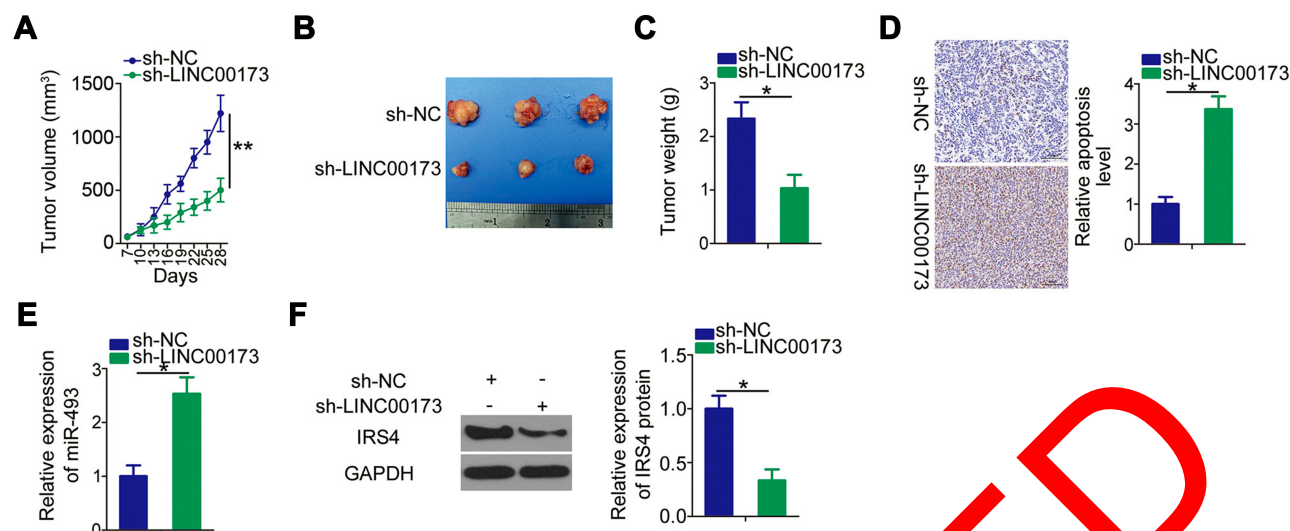 A
sh-NC
sh-LINC00173
Tumor volume (mm³)
1500
1000
500
0
7 10 13 16 19 22 25 28
Days
**
B
sh-NC
sh-LINC00173
1 2 3
C
sh-NC
sh-LINC00173
Tumor weight (g)
3
2
1
0
*
D
sh-NC
sh-LINC00173
sh-NC
sh-LINC00173
Relative apoptosis
level
4
3
2
1
0
*
E
sh-NC
sh-LINC00173
Relative expression
of miR-493
3
2
1
0
*
F
sh-NC + -
sh-LINC00173 - +
IRS4
GAPDH
sh-NC
sh-LINC00173
Relative expression
of IRS4 protein
1.5
1.0
0.5
0.0
*